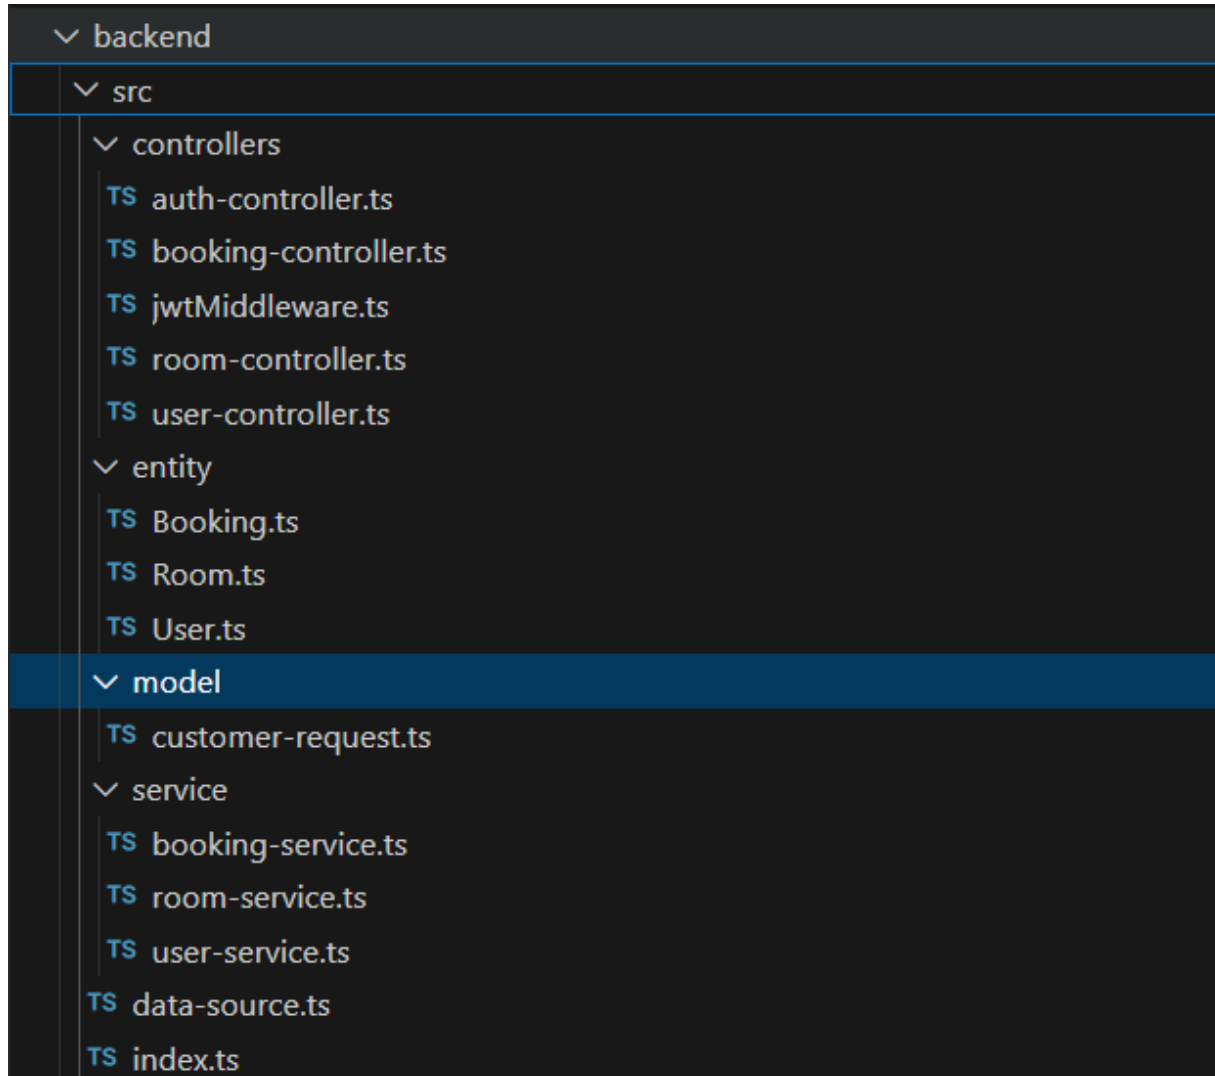 backend
src
controllers
TS auth-controller.ts
TS booking-controller.ts
TS jwtMiddleware.ts
TS room-controller.ts
TS user-controller.ts
entity
TS Booking.ts
TS Room.ts
TS User.ts
model
TS customer-request.ts
service
TS booking-service.ts
TS room-service.ts
TS user-service.ts
TS data-source.ts
TS index.ts